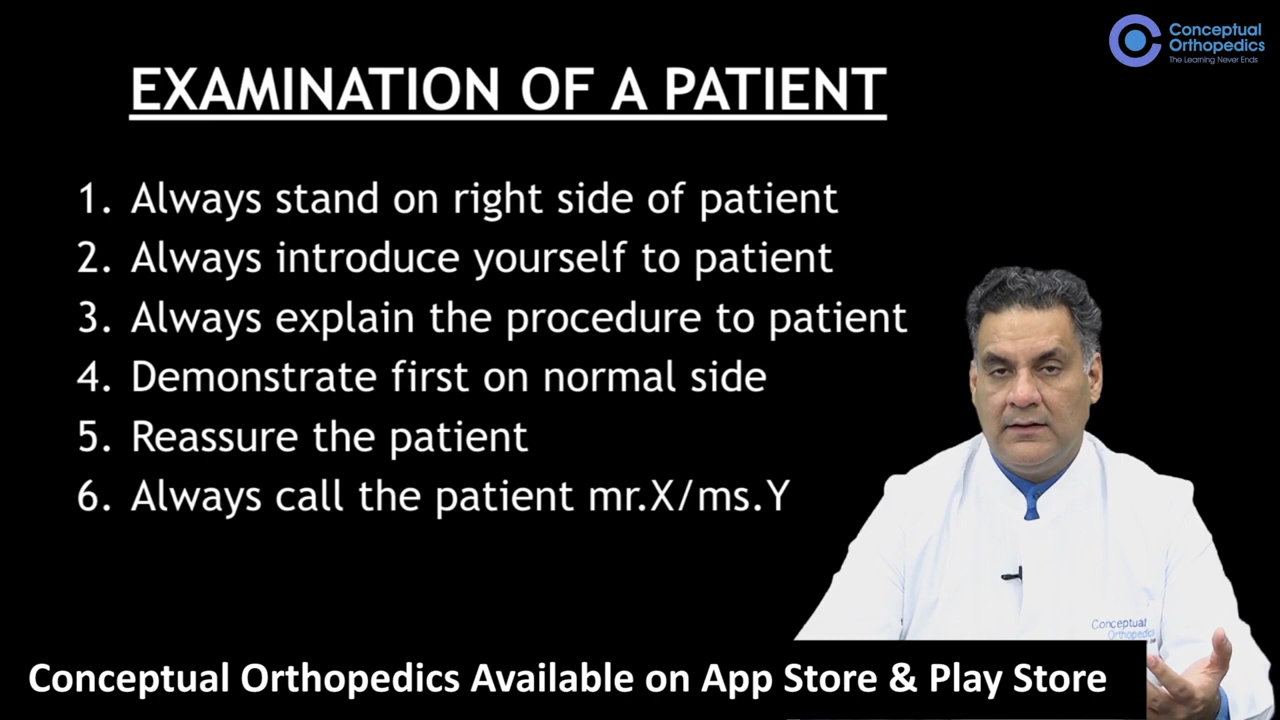 Conceptual
Orthopedics
The Learning Never Ends
EXAMINATION OF A PATIENT
1. Always stand on right side of patient
2. Always introduce yourself to patient
3. Always explain the procedure to patient
4. Demonstrate first on normal side
5. Reassure the patient
6. Always call the patient mr.X/ms.Y
Conceptual
Orthopedics
Conceptual Orthopedics Available on App Store & Play Store